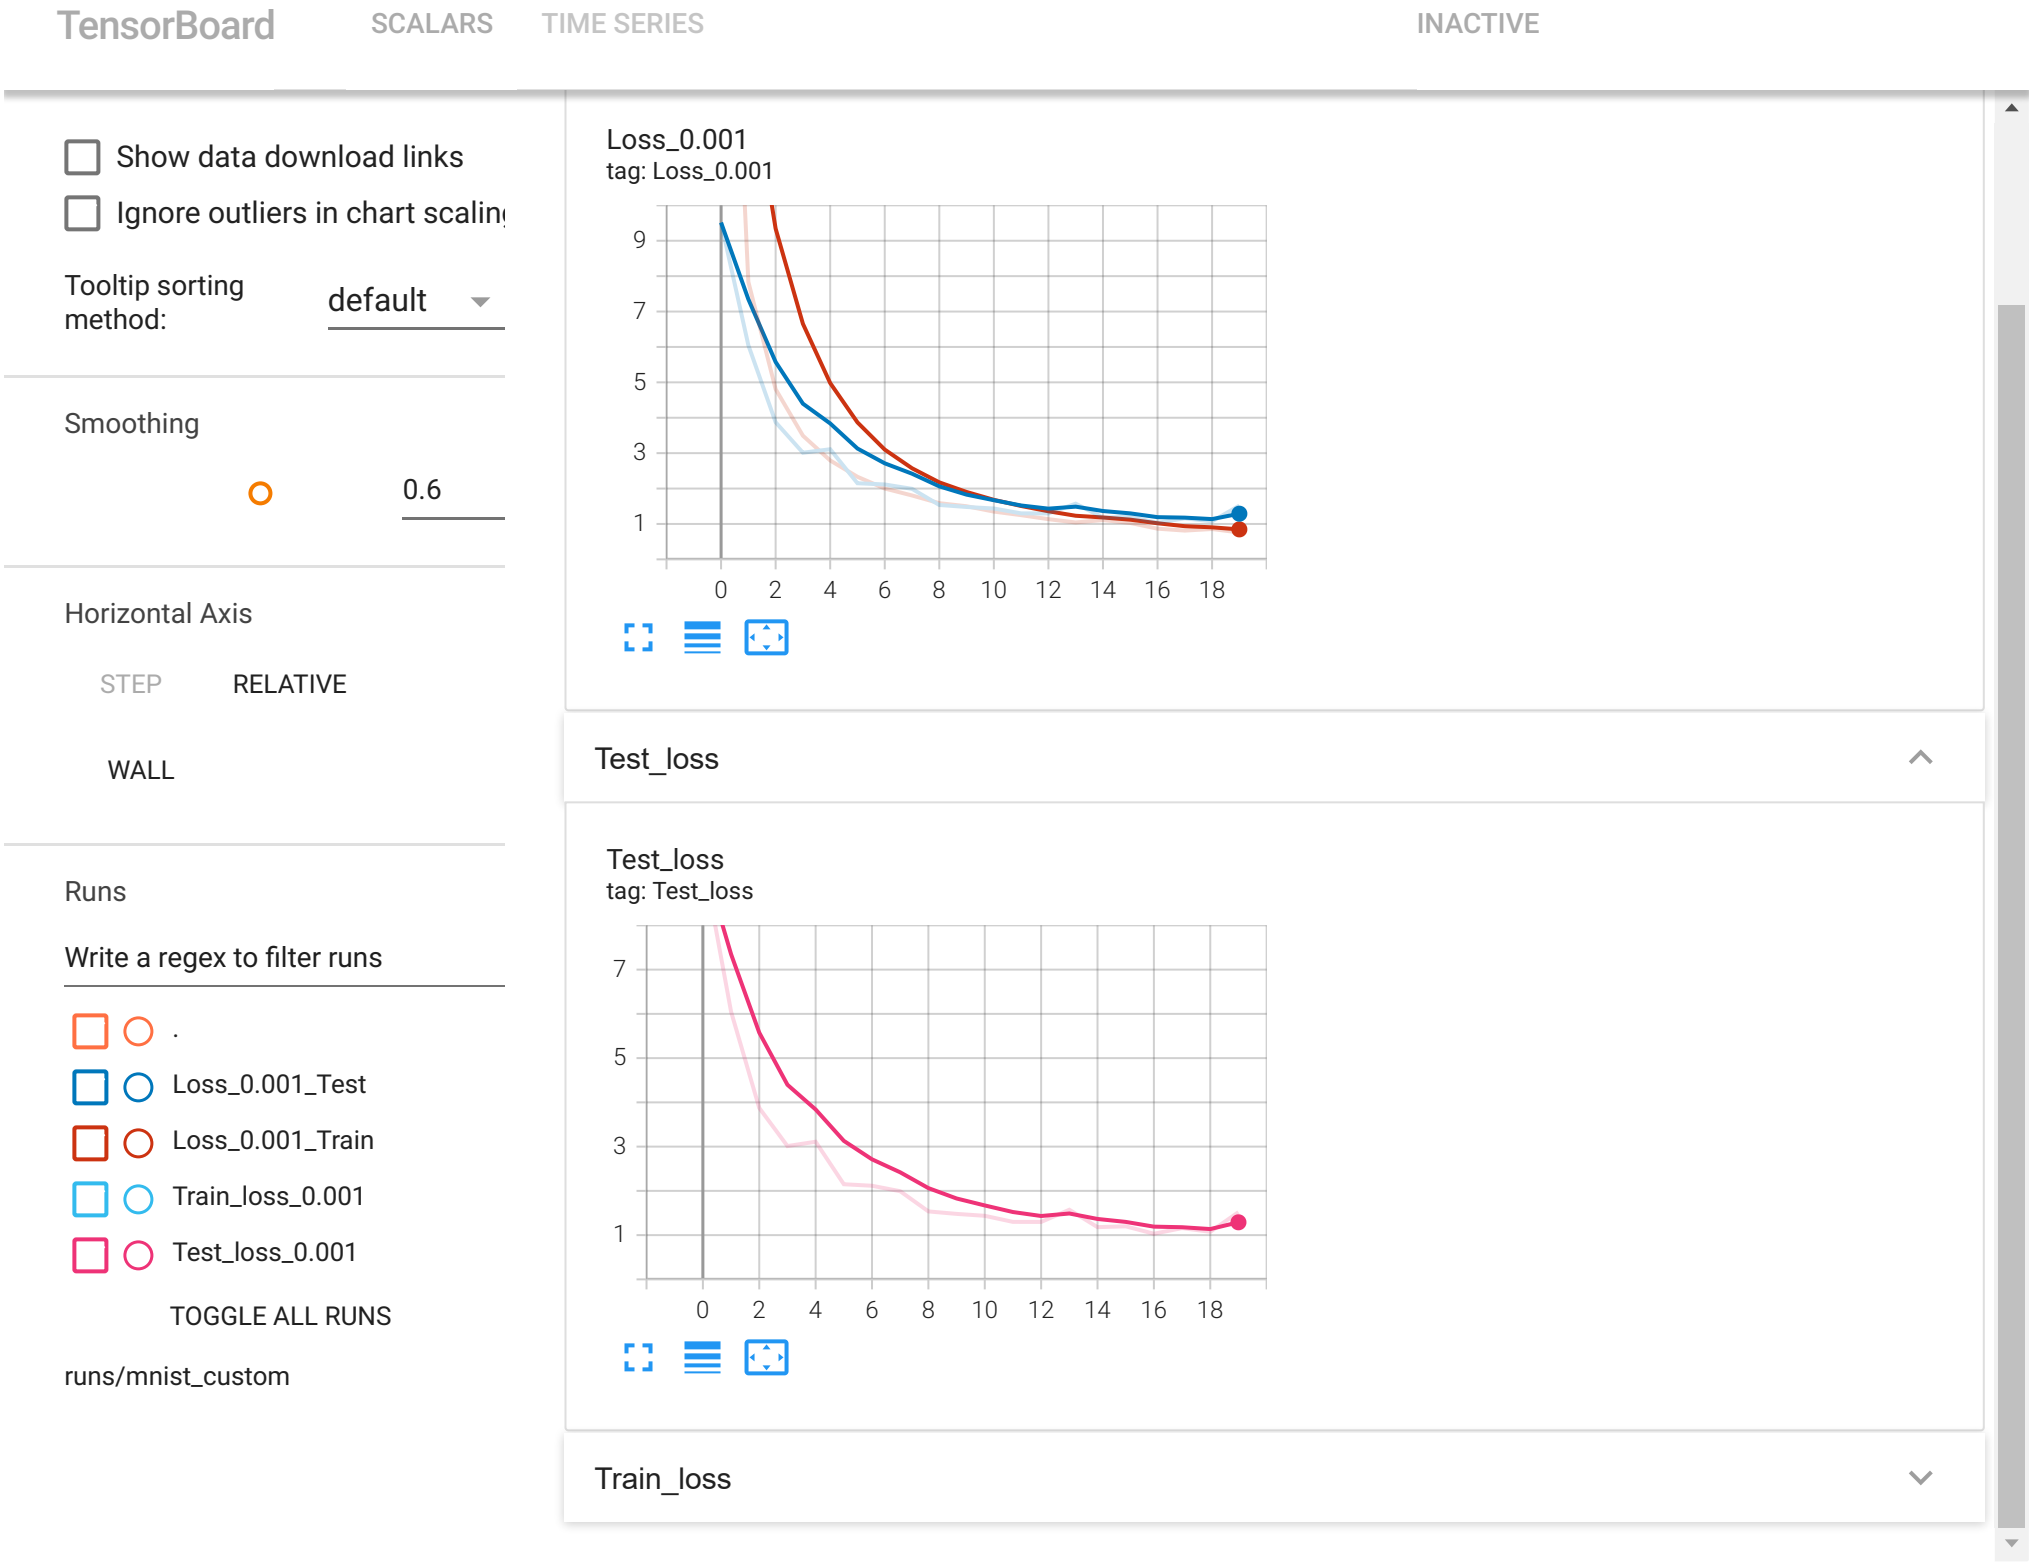 TensorBoard SCALARS TIME SERIES INACTIVE
Show data download links
Ignore outliers in chart scaling
Tooltip sorting
method:
default
Smoothing
0.6
Horizontal Axis
STEP RELATIVE
WALL
Runs
Write a regex to filter runs
.
Loss_0.001_Test
Loss_0.001_Train
Train_loss_0.001
Test_loss_0.001
TOGGLE ALL RUNS
runs/mnist_custom
Loss_0.001
tag: Loss_0.001
9
7
5
3
1
0 2 4 6 8 10 12 14 16 18
Test_loss
Test_loss
tag: Test_loss
7
5
3
1
0 2 4 6 8 10 12 14 16 18
Train_loss